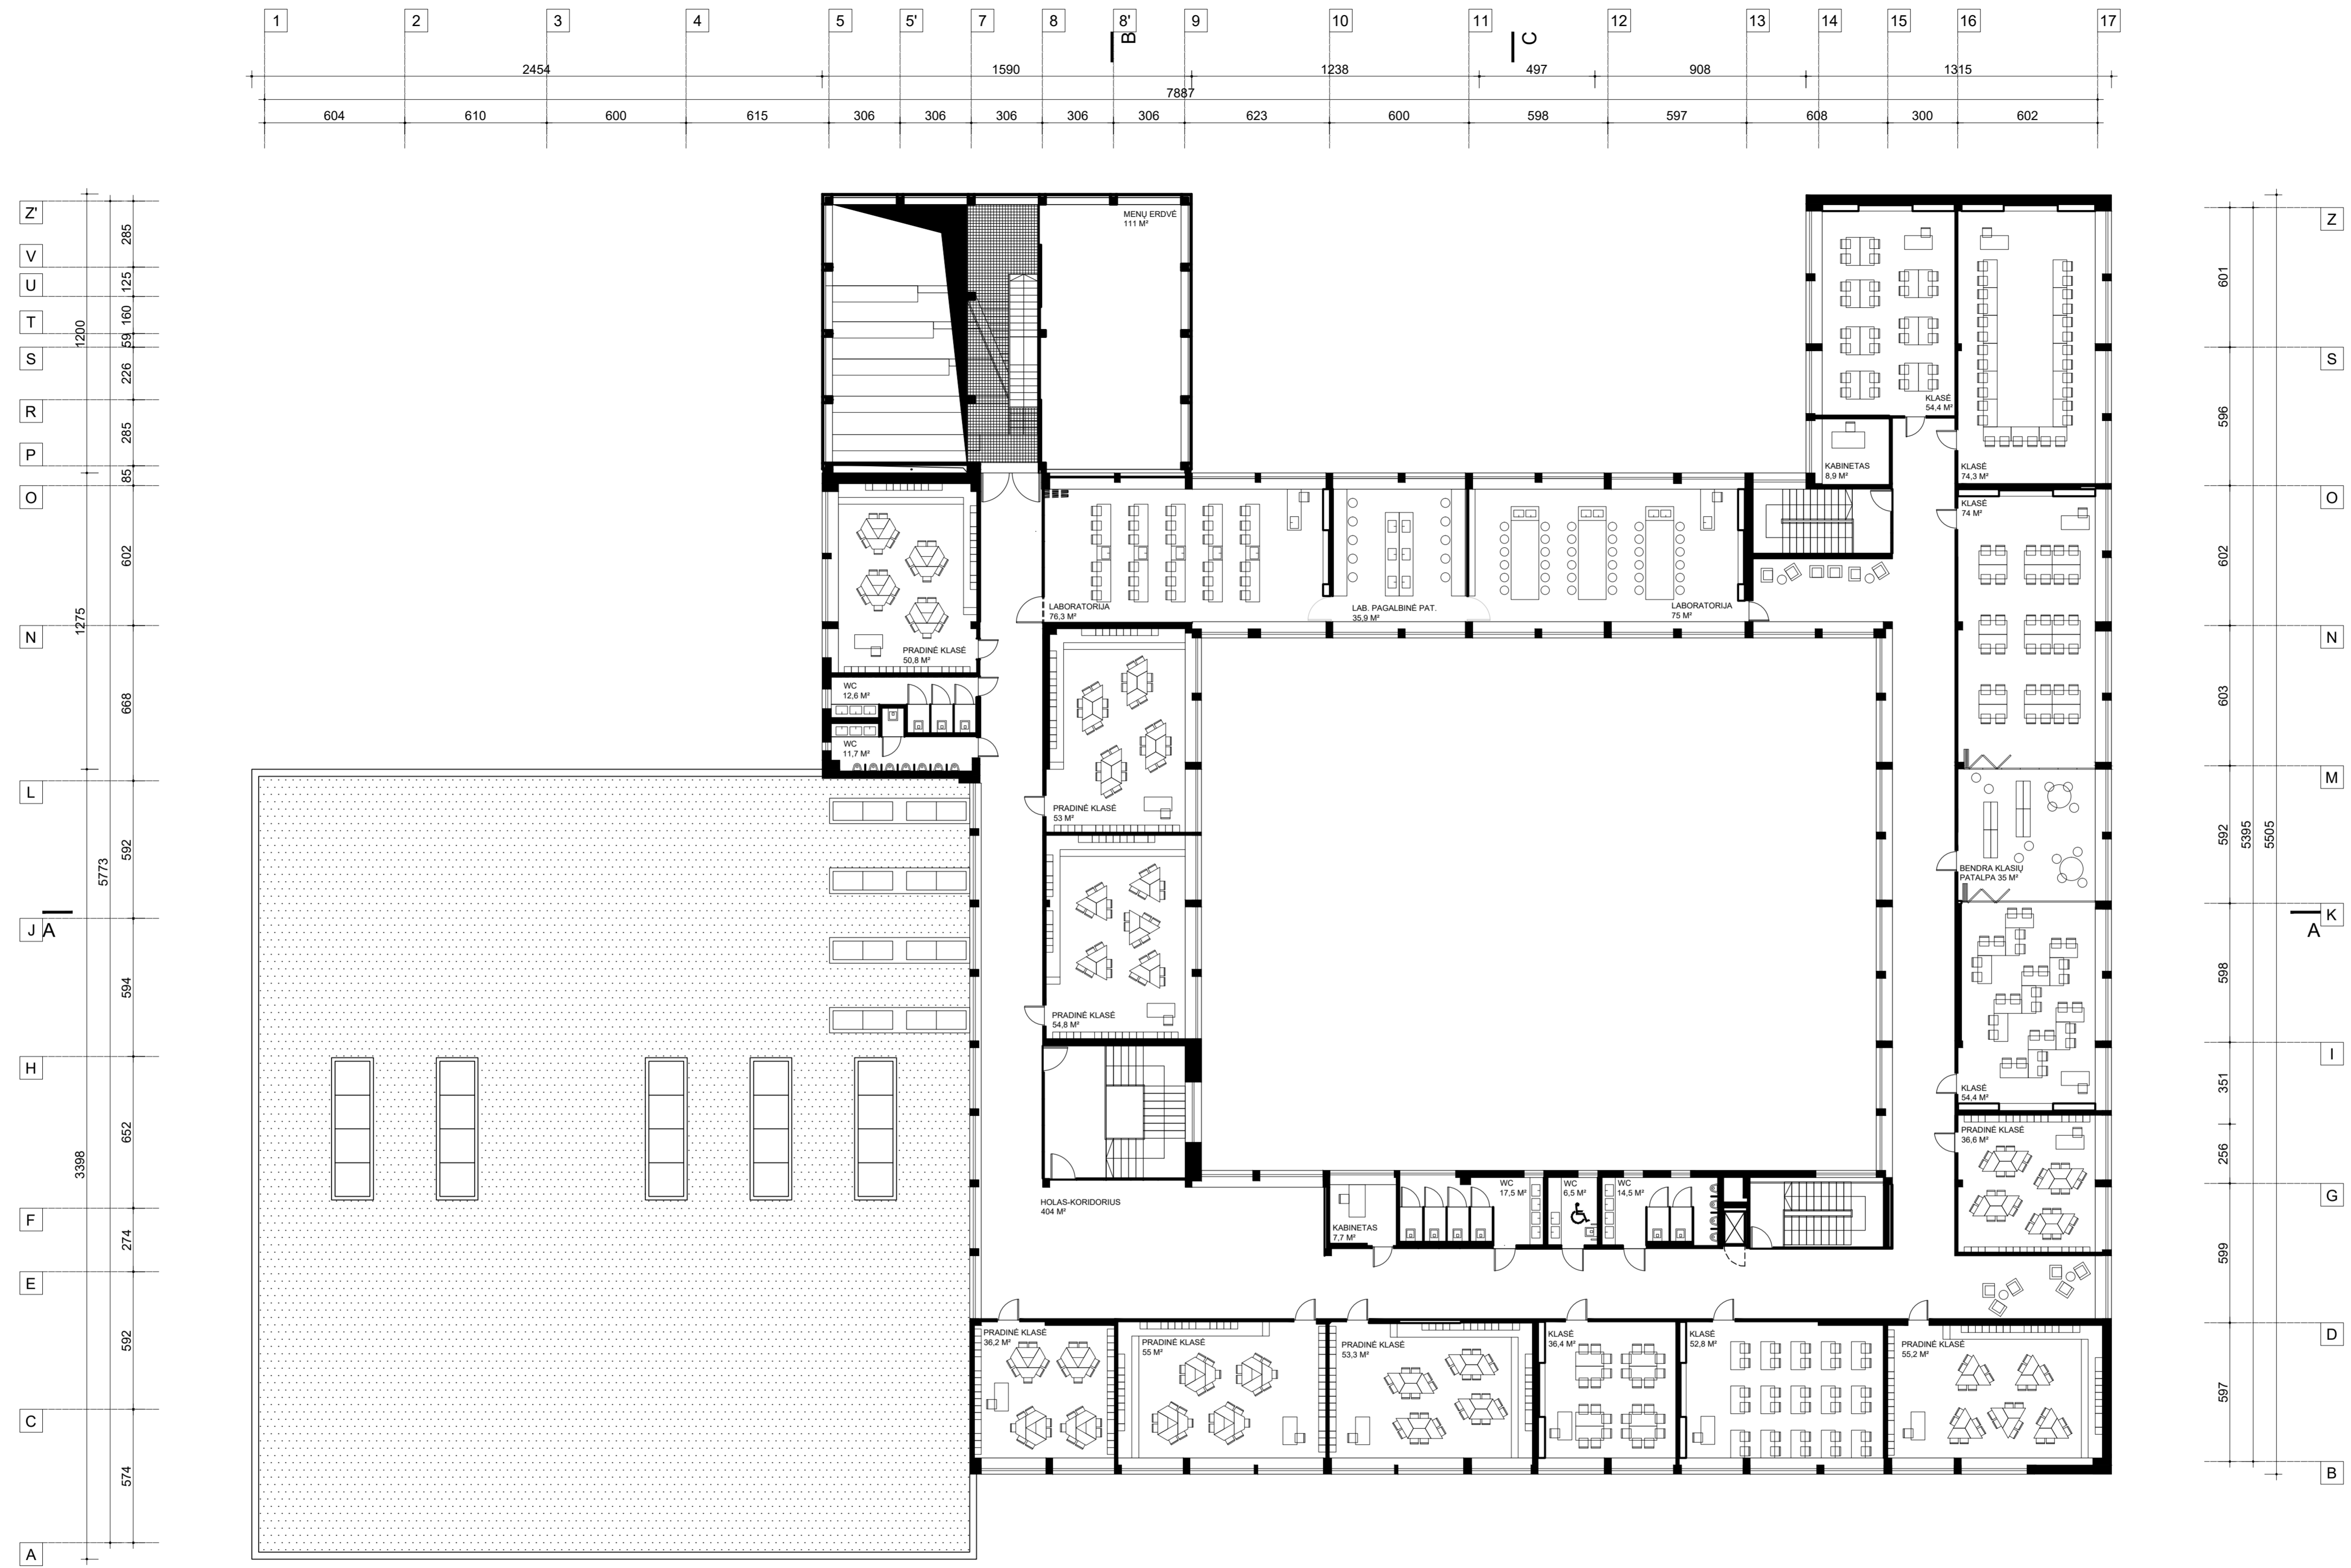 1 2 3 4 5 5' 7 8 8' 9 10 11 12 13 14 15 16 17
B C
2454 1590 1238 497 908 1315
7887
604 610 600 615 306 306 306 306 306 623 600 598 597 608 300 602
Z'
V
U
T
S
R
P
O
N
L
J A
H
F
E
C
A
285
125
160
59
226
285
85
602
668
592
594
652
274
592
574
1200
1275
3398
5773
MENŲ ERDVĖ
111 M²
KLASĖ
54,4 M²
KABINETAS
8,9 M²
KLASĖ
74,3 M²
KLASĖ
74 M²
LABORATORIJA
76,3 M²
LAB. PAGALBINĖ PAT.
35,9 M²
LABORATORIJA
75 M²
PRADINĖ KLASĖ
50,8 M²
WC
12,6 M²
WC
11,7 M²
PRADINĖ KLASĖ
53 M²
BENDRA KLASIŲ
PATALPA 35 M²
PRADINĖ KLASĖ
54,8 M²
KLASĖ
54,4 M²
PRADINĖ KLASĖ
36,6 M²
HOLAS-KORIDORIUS
404 M²
KABINETAS
7,7 M²
WC
17,5 M²
WC
6,5 M²
WC
14,5 M²
PRADINĖ KLASĖ
36,2 M²
PRADINĖ KLASĖ
55 M²
PRADINĖ KLASĖ
53,3 M²
KLASĖ
36,4 M²
KLASĖ
52,8 M²
PRADINĖ KLASĖ
55,2 M²
601
596
602
603
592
598
351
256
599
597
5395
5505
Z
S
O
N
M
K
A
I
G
D
B